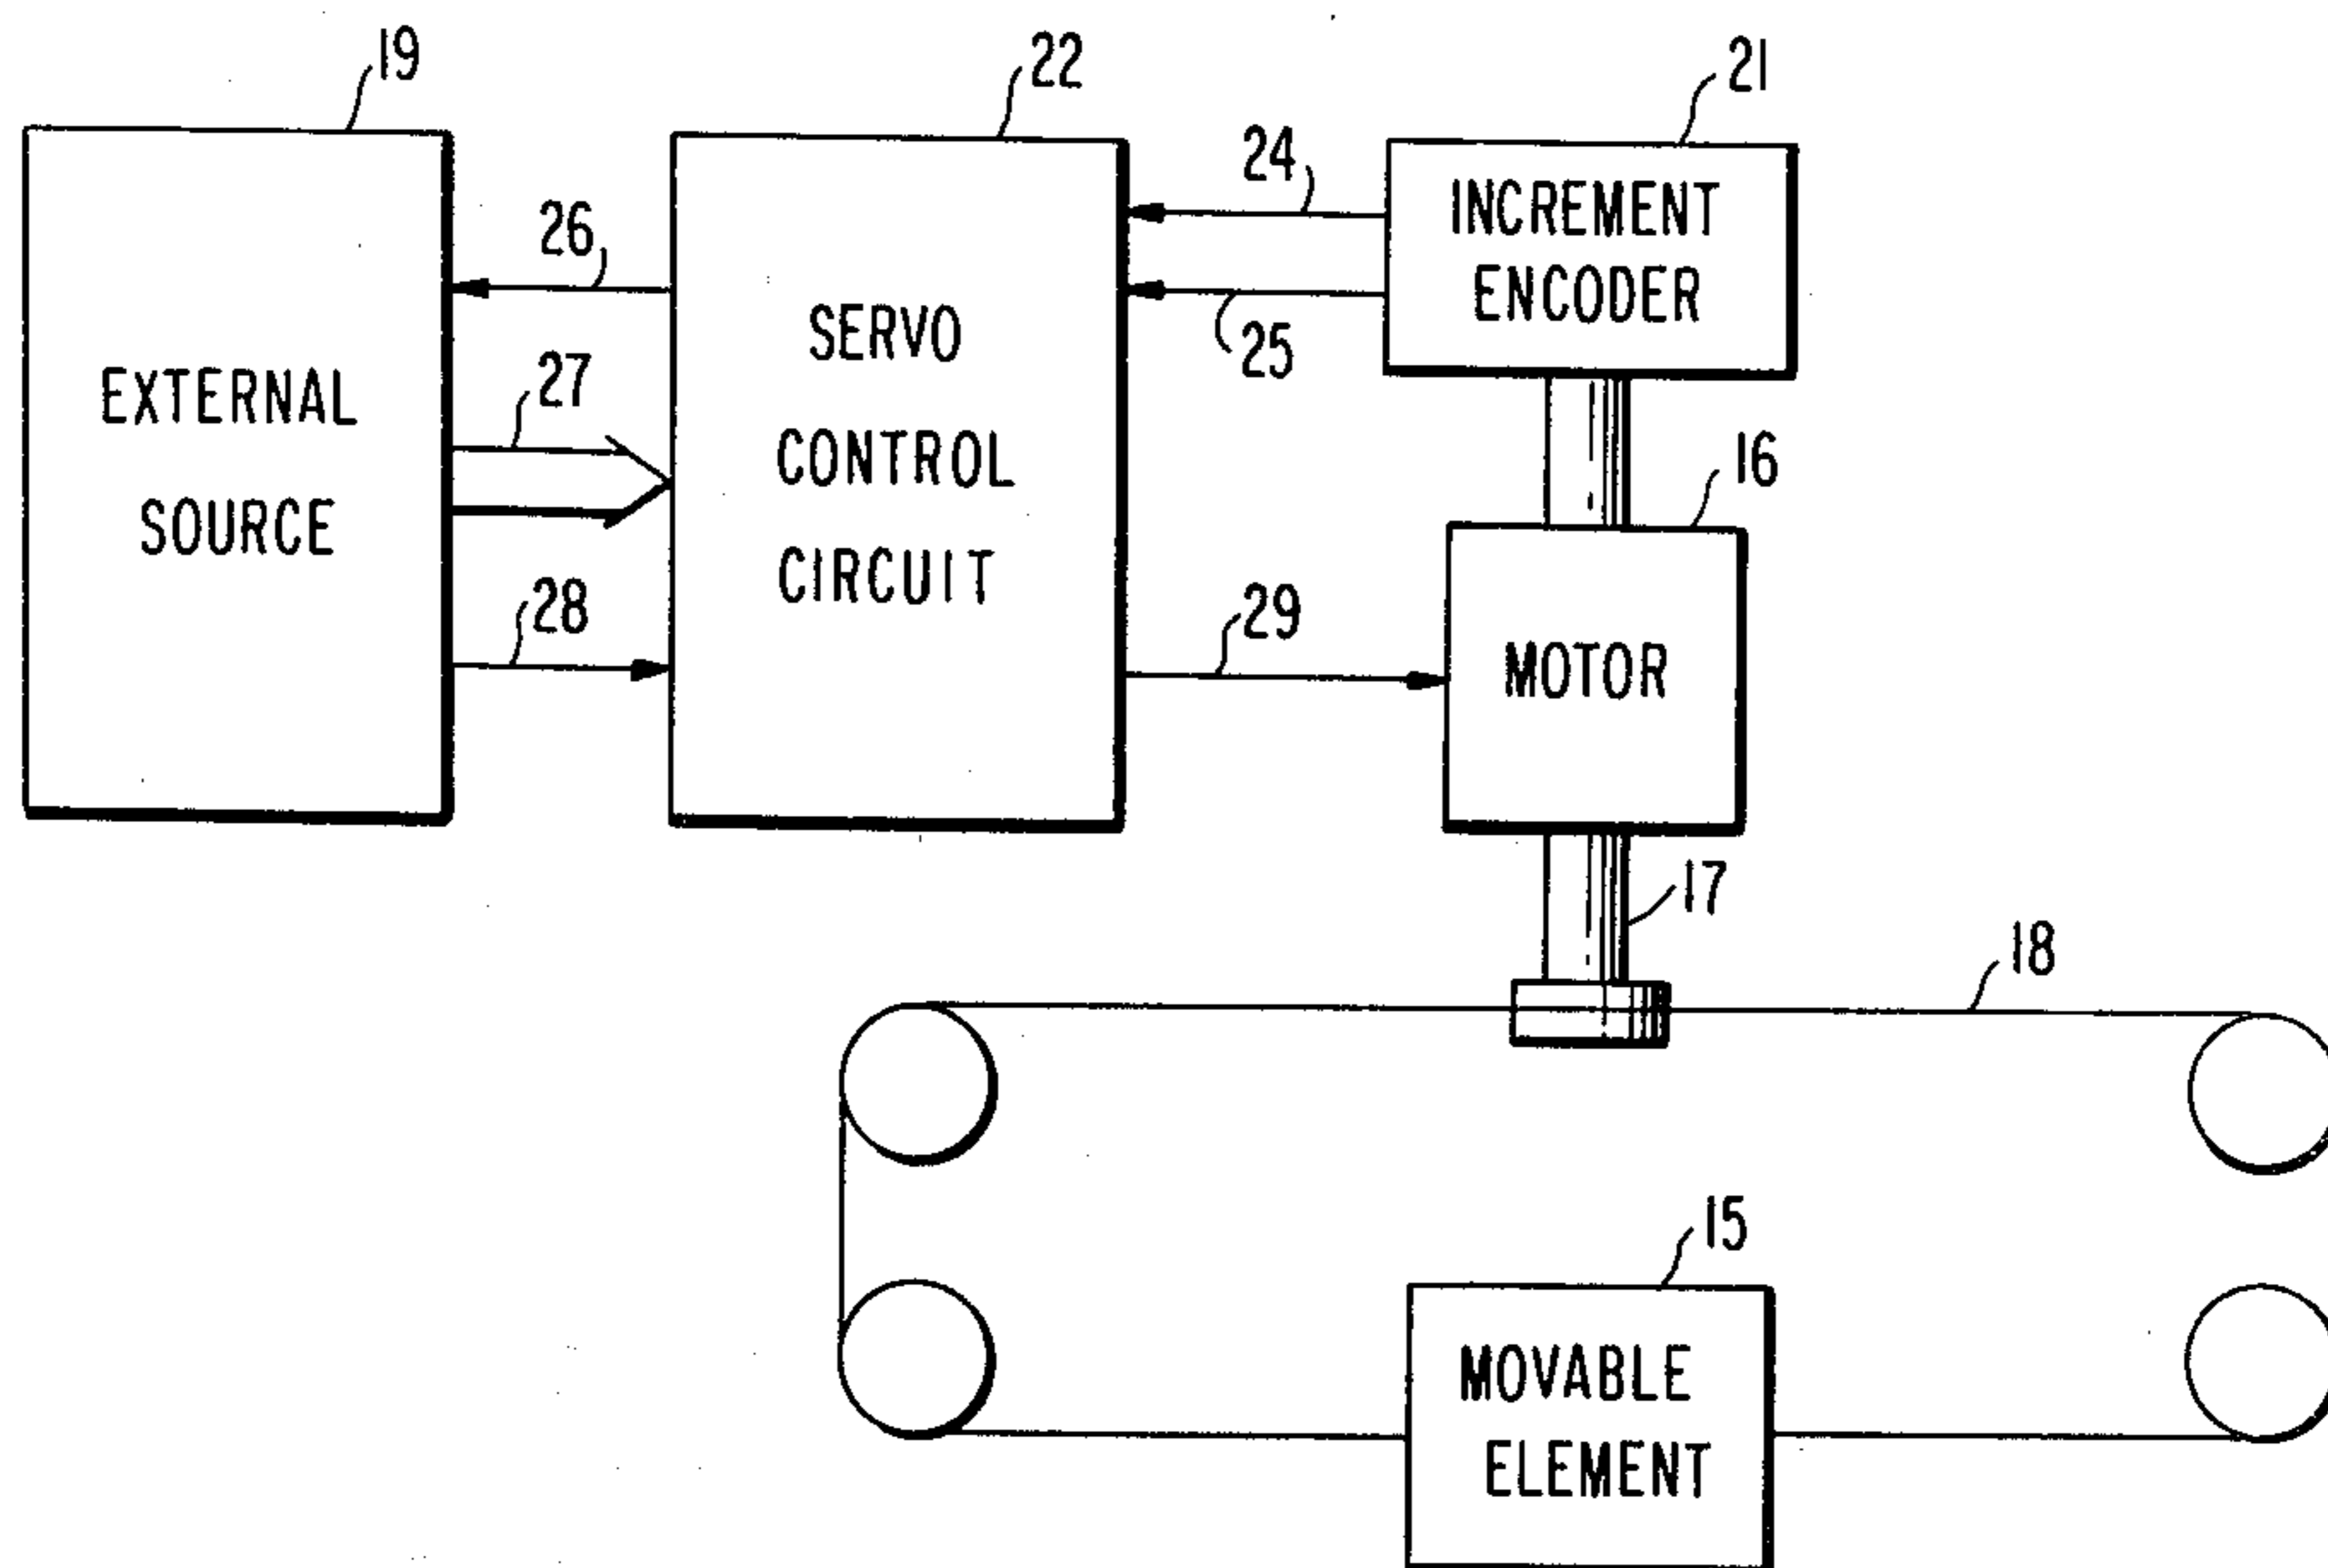 19
22
21
24
INCREMENT
ENCODER
26
25
SERVO
CONTROL
CIRCUIT
27
EXTERNAL
SOURCE
16
28
29
MOTOR
17
18
15
MOVABLE
ELEMENT